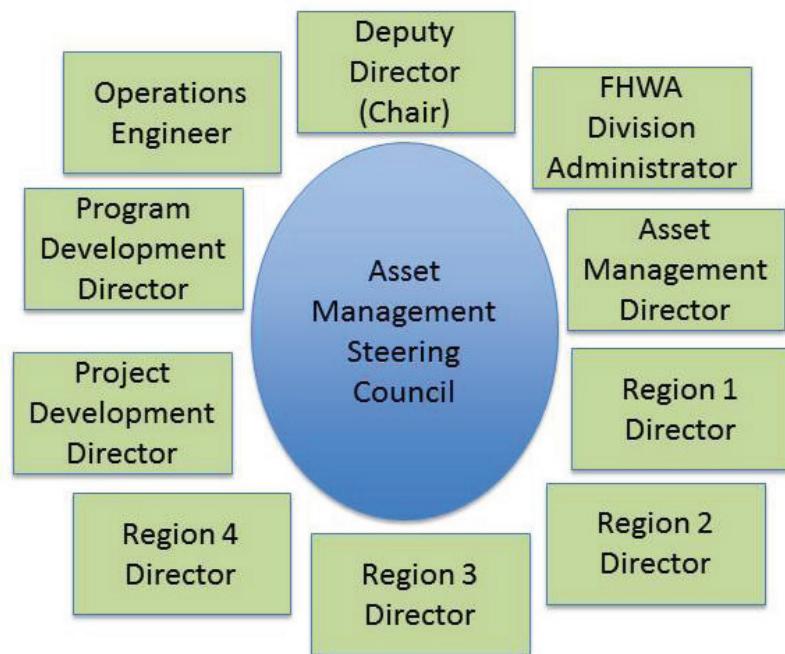 Deputy
Director
(Chair)
Operations
Engineer
FHWA
Division
Administrator
Program
Development
Director
Asset
Management
Director
Asset
Management
Steering
Council
Project
Development
Director
Region 1
Director
Region 4
Director
Region 2
Director
Region 3
Director